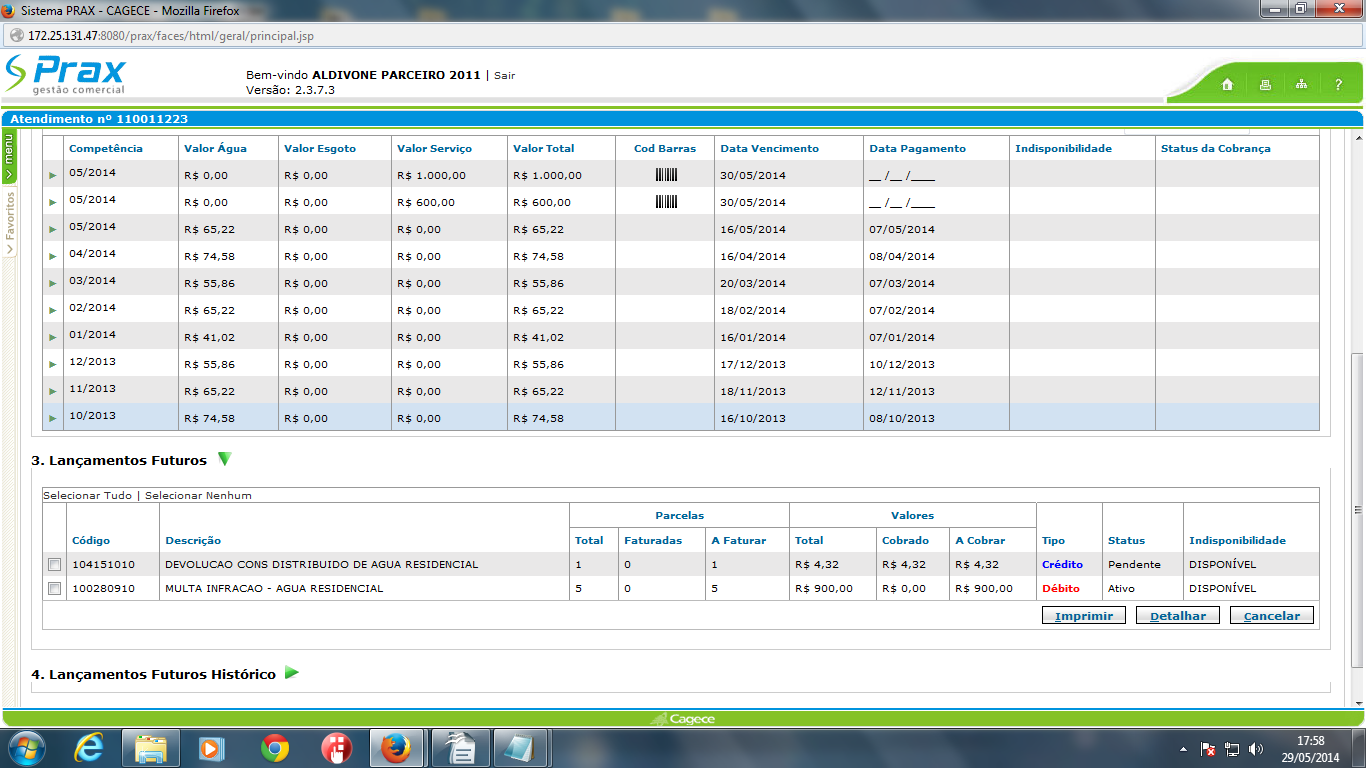 Sistema PRAX - CAGECE - Mozilla Firefox
172.25.131.47:8080/prax/faces/html/geral/principal.jsp
Prax
gestão comercial
Bem-vindo ALDIVONE PARCEIRO 2011 | Sair
Versão: 2.3.7.3
?
Atendimento nº 110011223
menu
Favoritos
Competência Valor Água Valor Esgoto Valor Serviço Valor Total Cod Barras Data Vencimento Data Pagamento Indisponibilidade Status da Cobrança
05/2014 R$ 0,00 R$ 0,00 R$ 1.000,00 R$ 1.000,00 30/05/2014 __ /__ /____
05/2014 R$ 0,00 R$ 0,00 R$ 600,00 R$ 600,00 30/05/2014 __ /__ /____
05/2014 R$ 65,22 R$ 0,00 R$ 0,00 R$ 65,22 16/05/2014 07/05/2014
04/2014 R$ 74,58 R$ 0,00 R$ 0,00 R$ 74,58 16/04/2014 08/04/2014
03/2014 R$ 55,86 R$ 0,00 R$ 0,00 R$ 55,86 20/03/2014 07/03/2014
02/2014 R$ 65,22 R$ 0,00 R$ 0,00 R$ 65,22 18/02/2014 07/02/2014
01/2014 R$ 41,02 R$ 0,00 R$ 0,00 R$ 41,02 16/01/2014 07/01/2014
12/2013 R$ 55,86 R$ 0,00 R$ 0,00 R$ 55,86 17/12/2013 10/12/2013
11/2013 R$ 65,22 R$ 0,00 R$ 0,00 R$ 65,22 18/11/2013 12/11/2013
10/2013 R$ 74,58 R$ 0,00 R$ 0,00 R$ 74,58 16/10/2013 08/10/2013
3. Lançamentos Futuros
Selecionar Tudo | Selecionar Nenhum
Parcelas Valores
Código Descrição Total Faturadas A Faturar Total Cobrado A Cobrar Tipo Status Indisponibilidade
104151010 DEVOLUCAO CONS DISTRIBUIDO DE AGUA RESIDENCIAL 1 0 1 R$ 4,32 R$ 4,32 R$ 4,32 Crédito Pendente DISPONÍVEL
100280910 MULTA INFRACAO - AGUA RESIDENCIAL 5 0 5 R$ 900,00 R$ 0,00 R$ 900,00 Débito Ativo DISPONÍVEL
Imprimir Detalhar Cancelar
4. Lançamentos Futuros Histórico
Cagece
17:58
29/05/2014